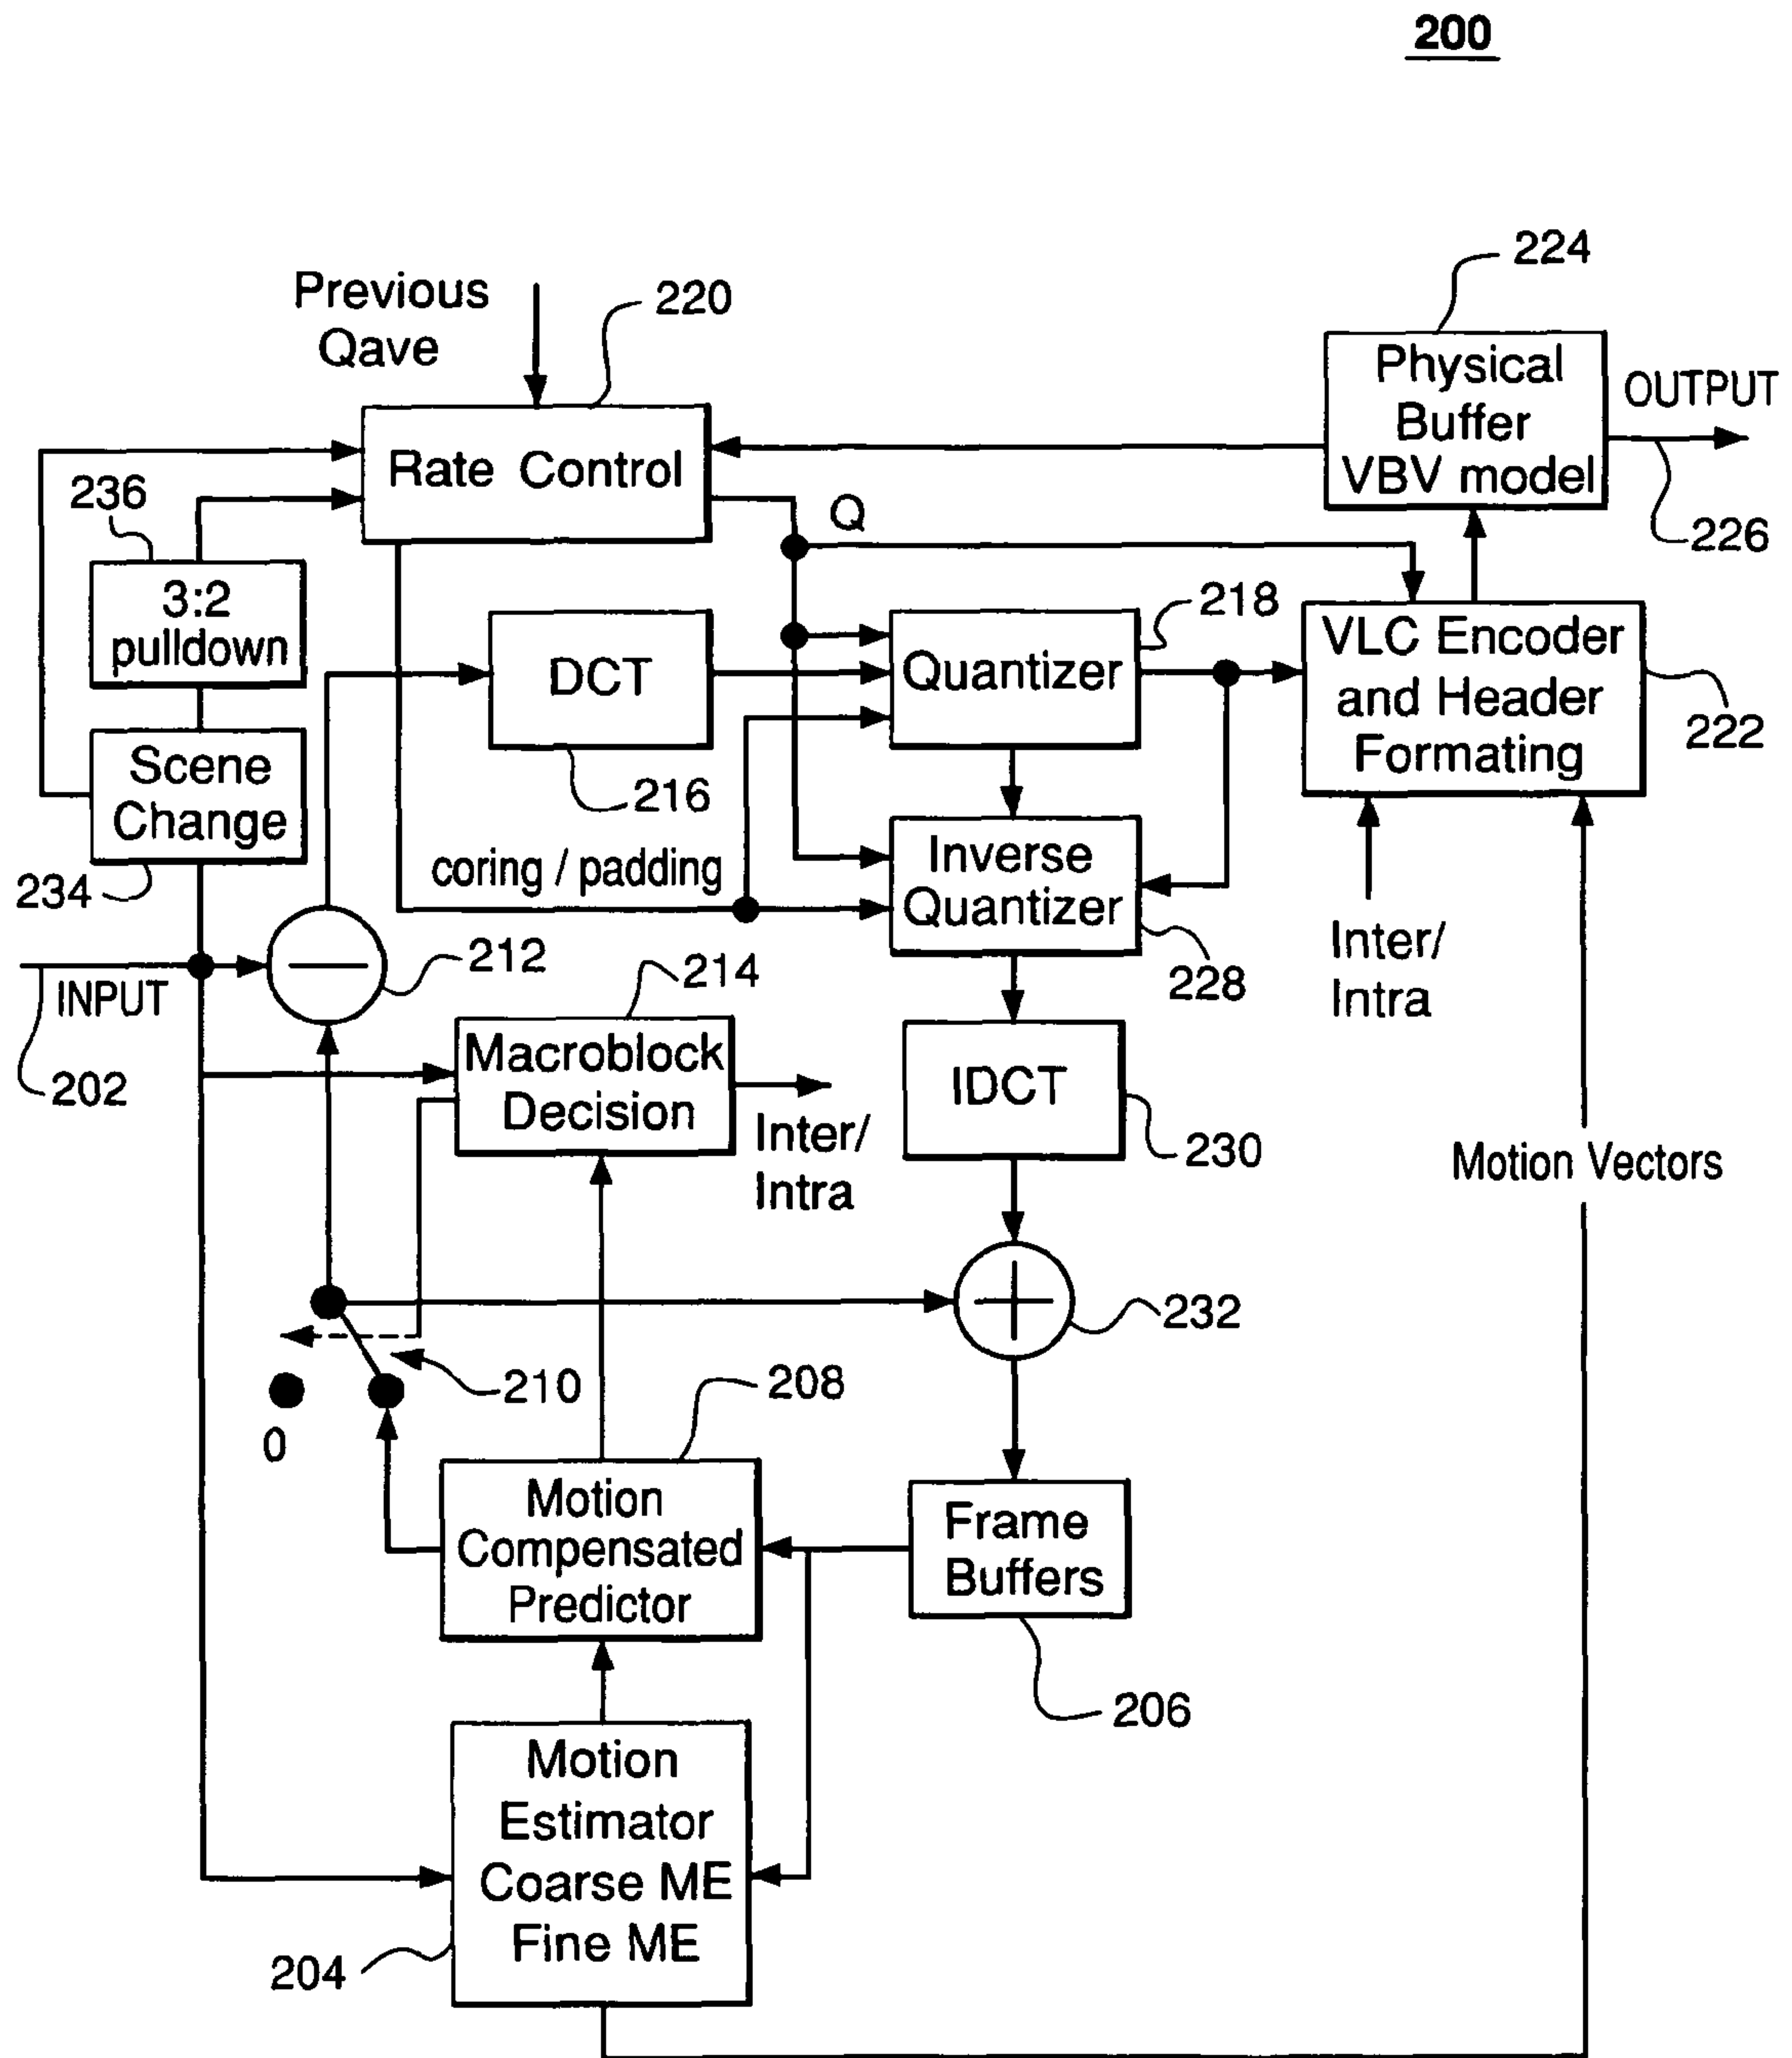 200
224
Previous
Qave
220
Physical
Buffer
VBV model
OUTPUT
226
Rate Control
236
3:2
pulldown
Q
218
DCT
216
Quantizer
VLC Encoder
and Header
Formating
222
Scene
Change
234
coring / padding
Inverse
Quantizer
228
Inter/
Intra
INPUT
202
212
214
Macroblock
Decision
Inter/
Intra
IDCT
230
Motion Vectors
232
210
0
208
Motion
Compensated
Predictor
Frame
Buffers
206
Motion
Estimator
Coarse ME
Fine ME
204